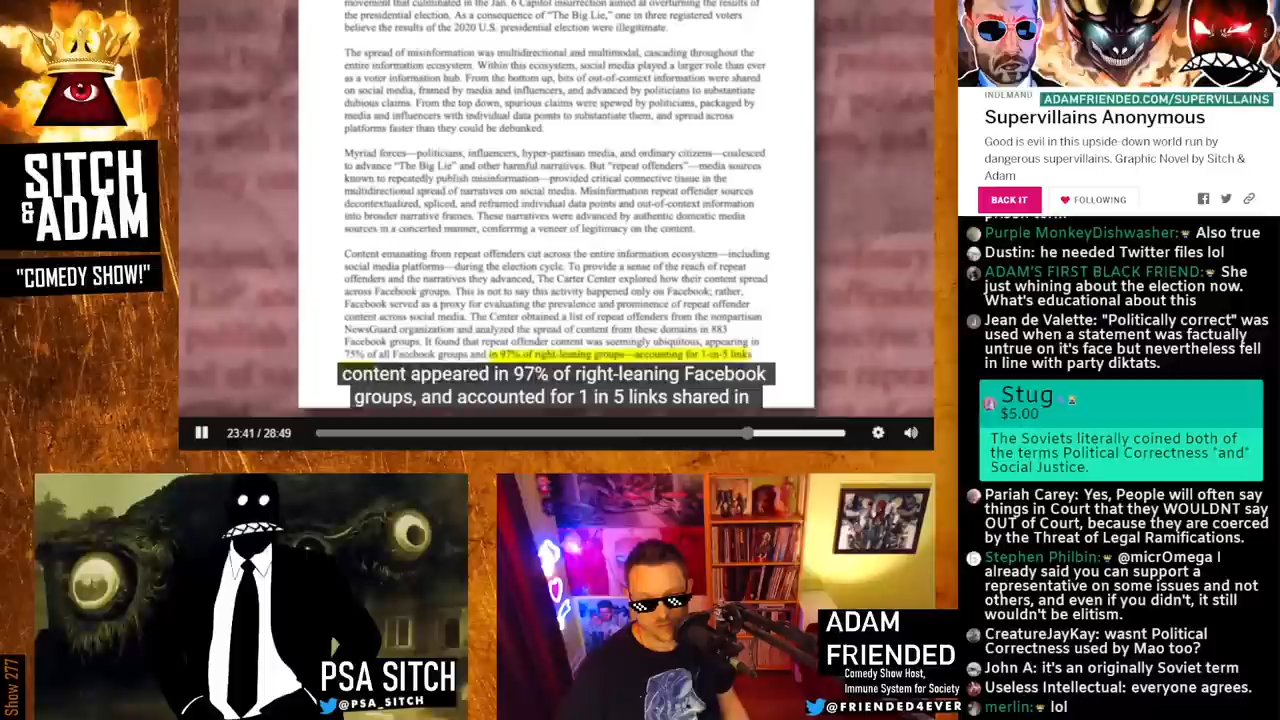 SITCH
& ADAM
"COMEDY SHOW!"
movement that culminated in the Jan. 6 Capitol insurrection aimed at overturning the results of
the presidential election. As a consequence of "The Big Lie," one in three registered voters
believe the results of the 2020 U.S. presidential election were illegitimate.
The spread of misinformation was multidirectional and multimodal, cascading throughout the
entire information ecosystem. Within this ecosystem, social media played a larger role than ever
as a voter information hub. From the bottom up, bits of out-of-context information were shared
on social media, framed by media and influencers, and advanced by politicians to substantiate
dubious claims. From the top down, spurious claims were spewed by politicians, packaged by
media and influencers with individual data points to substantiate them, and spread across
platforms faster than they could be debunked.
Myriad forces—politicians, influencers, hyper-partisan media, and ordinary citizens—coalesced
to advance "The Big Lie" and other harmful narratives. But "repeat offenders"—media sources
known to repeatedly publish misinformation—provided critical connective tissue in the
multidirectional spread of narratives on social media. Misinformation repeat offender sources
decontextualized, spliced, and reframed individual data points and out-of-context information
into broader narrative frames. These narratives were advanced by authentic domestic media
sources in a concerted manner, conferring a veneer of legitimacy on the content.
Content emanating from repeat offenders cut across the entire information ecosystem—including
social media platforms—during the election cycle. To provide a sense of the reach of repeat
offenders and the narratives they advanced, The Carter Center explored how their content spread
across Facebook groups. This is not to say this activity happened only on Facebook; rather,
Facebook served as a proxy for evaluating the prevalence and prominence of repeat offender
content across social media. The Center obtained a list of repeat offenders from the nonpartisan
NewsGuard organization and analyzed the spread of content from these domains in 883
Facebook groups. It found that repeat offender content was seemingly ubiquitous, appearing in
75% of all Facebook groups and in 97% of right-leaning groups—accounting for 1-in-5 links
content appeared in 97% of right-leaning Facebook
groups, and accounted for 1 in 5 links shared in
23:41 / 28:49
INDEMAND
ADAMFRIENDED.COM/SUPERVILLAINS
Supervillains Anonymous
Good is evil in this upside-down world run by
dangerous supervillains. Graphic Novel by Sitch &
Adam
BACK IT
FOLLOWING
Purple MonkeyDishwasher: Also true
Dustin: he needed Twitter files lol
ADAM'S FIRST BLACK FRIEND: She
just whining about the election now.
What's educational about this
Jean de Valette: "Politically correct" was
used when a statement was factually
untrue on it's face but nevertheless fell
in line with party diktats.
Stug
$5.00
The Soviets literally coined both of
the terms Political Correctness *and*
Social Justice.
Pariah Carey: Yes, People will often say
things in Court that they WOULDNT say
OUT of Court, because they are coerced
by the Threat of Legal Ramifications.
Stephen Philbin: @micrOmega I
already said you can support a
representative on some issues and not
others, and even if you didn't, it still
wouldn't be elitism.
CreatureJayKay: wasnt Political
Correctness used by Mao too?
John A: it's an originally Soviet term
Useless Intellectual: everyone agrees.
merlin: lol
Show 277
PSA SITCH
@PSA_SITCH
ADAM
FRIENDED
Comedy Show Host,
Immune System for Society
@FRIENDED4EVER